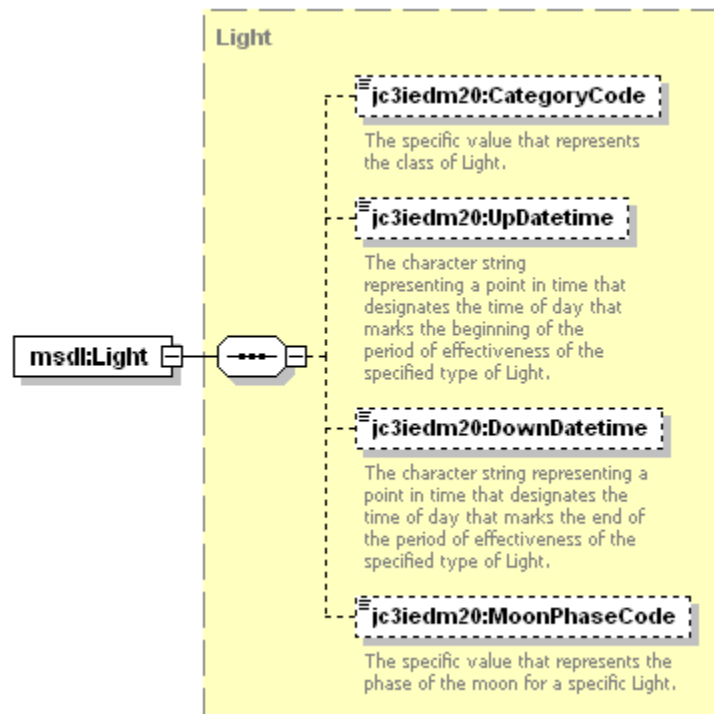 Light
jc3iedm20:CategoryCode
The specific value that represents
the class of Light.
jc3iedm20:UpDatetime
The character string
representing a point in time that
designates the time of day that
marks the beginning of the
period of effectiveness of the
specified type of Light.
msdl:Light
jc3iedm20:DownDatetime
The character string representing a
point in time that designates the
time of day that marks the end of
the period of effectiveness of the
specified type of Light.
jc3iedm20:MoonPhaseCode
The specific value that represents the
phase of the moon for a specific Light.